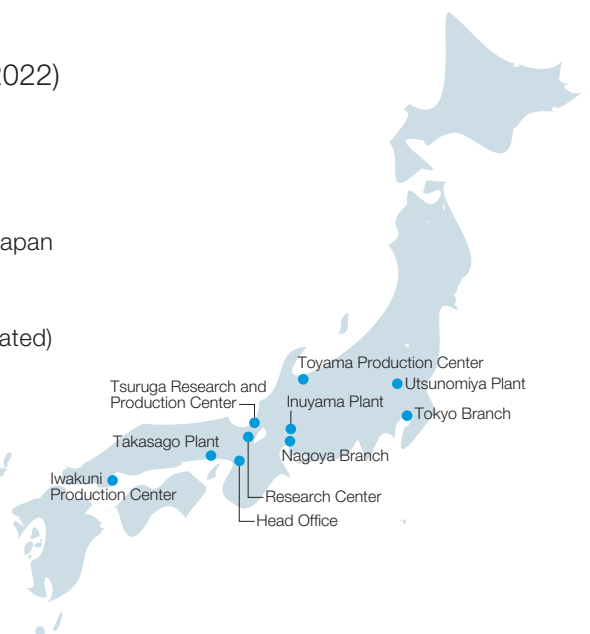 2022)
apan
ated)
Toyama Production Center
Utsunomiya Plant
Tsuruga Research and
Production Center
Inuyama Plant
Tokyo Branch
Takasago Plant
Nagoya Branch
Iwakuni
Production Center
Research Center
Head Office